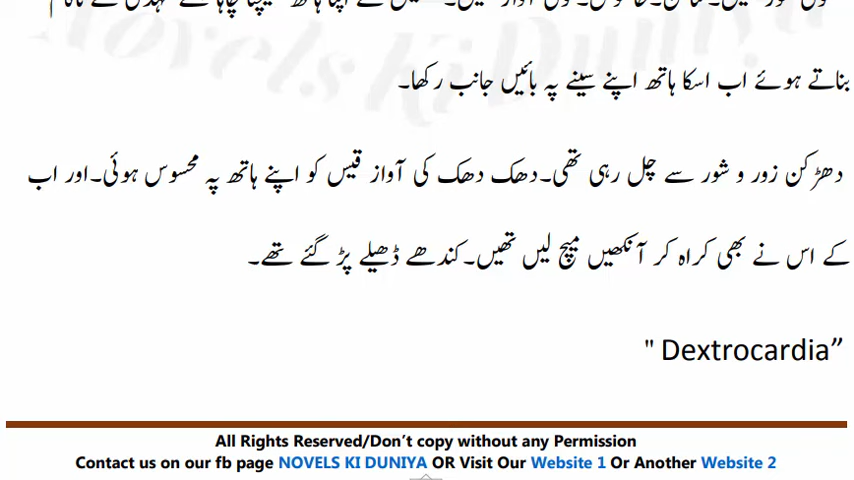 بناتے ہوئے اب اسکا ہاتھ اپنے سینے پہ بائیں جانب رکھا۔
دھڑکن زور و شور سے چل رہی تھی۔دھک دھک کی آواز قیس کو اپنے ہاتھ پہ محسوس ہوئی۔اور اب
کے اس نے بھی کراہ کر آنکھیں میچ لیں تھیں۔کندھے ڈھیلے پڑ گئے تھے۔
" Dextrocardia”
All Rights Reserved/Don’t copy without any Permission
Contact us on our fb page NOVELS KI DUNIYA OR Visit Our Website 1 Or Another Website 2
Novels Ki Duniya